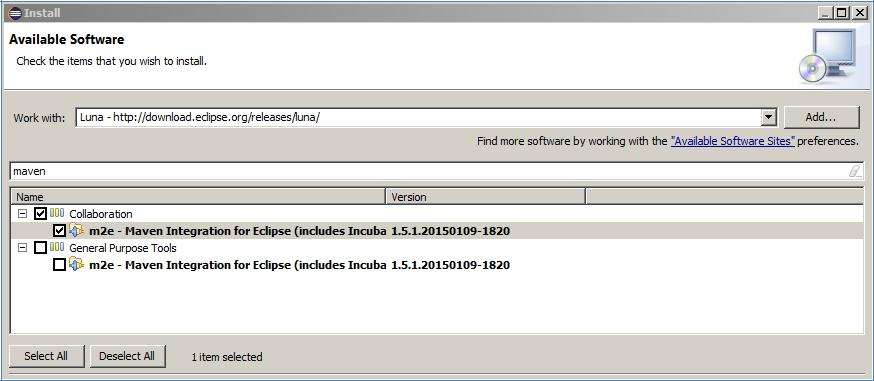 Install
Available Software
Check the items that you wish to install.
Work with: Luna - http://download.eclipse.org/releases/luna/ Add...
Find more software by working with the "Available Software Sites" preferences.
maven
Name Version
Collaboration
m2e - Maven Integration for Eclipse (includes Incuba 1.5.1.20150109-1820
General Purpose Tools
m2e - Maven Integration for Eclipse (includes Incuba 1.5.1.20150109-1820
Select All Deselect All 1 item selected